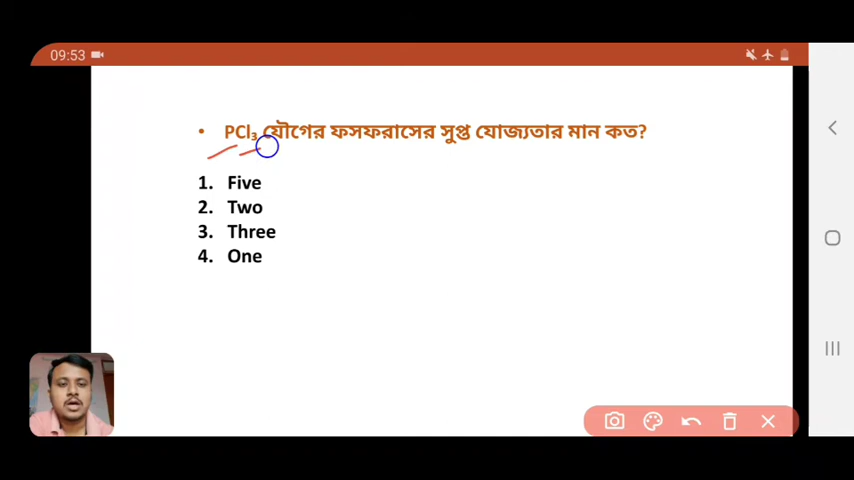 09:53
• PCl₃ যৌগের ফসফরাসের সুপ্ত যোজ্যতার মান কত?
1. Five
2. Two
3. Three
4. One